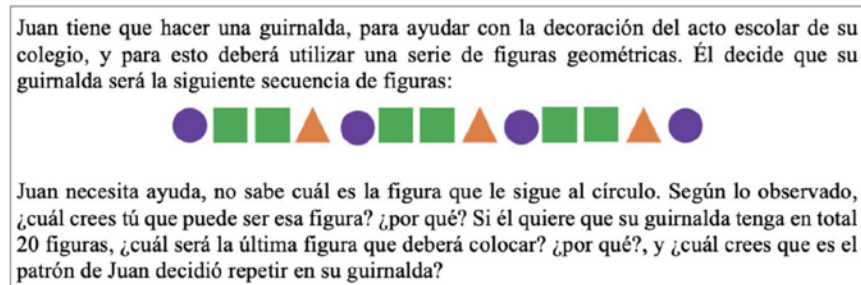 Juan tiene que hacer una guirnalda, para ayudar con la decoración del acto escolar de su
colegio, y para esto deberá utilizar una serie de figuras geométricas. Él decide que su
guirnalda será la siguiente secuencia de figuras:
Juan necesita ayuda, no sabe cuál es la figura que le sigue al círculo. Según lo observado,
¿cuál crees tú que puede ser esa figura? ¿por qué? Si él quiere que su guirnalda tenga en total
20 figuras, ¿cuál será la última figura que deberá colocar? ¿por qué?, y ¿cuál crees que es el
patrón de Juan decidió repetir en su guirnalda?